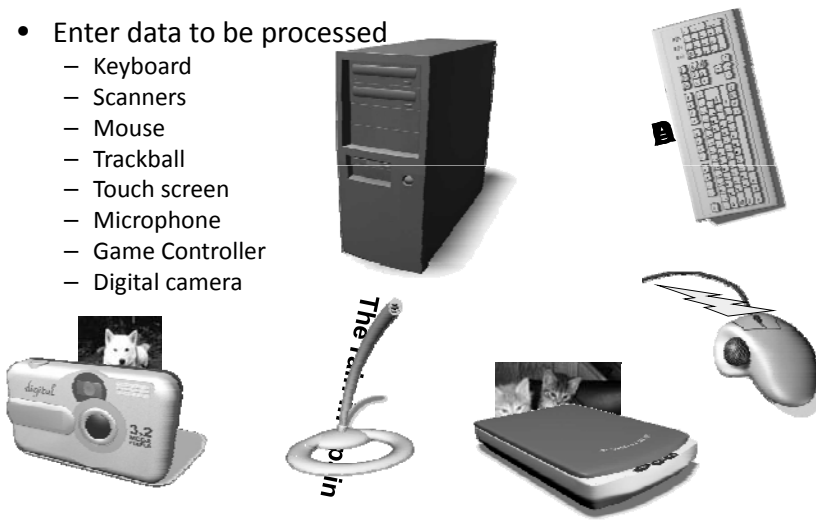 • Enter data to be processed
– Keyboard
– Scanners
– Mouse
– Trackball
– Touch screen
– Microphone
– Game Controller
– Digital camera
The
in
digital
3.2